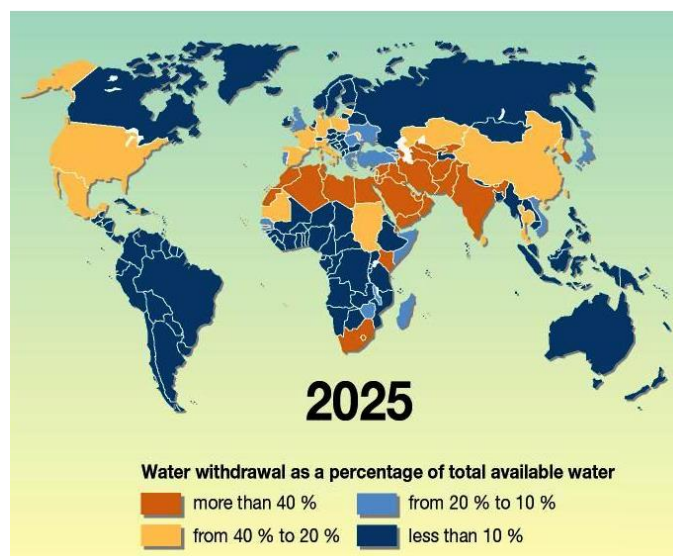 2025
Water withdrawal as a percentage of total available water
more than 40 %
from 20 % to 10 %
from 40 % to 20 %
less than 10 %